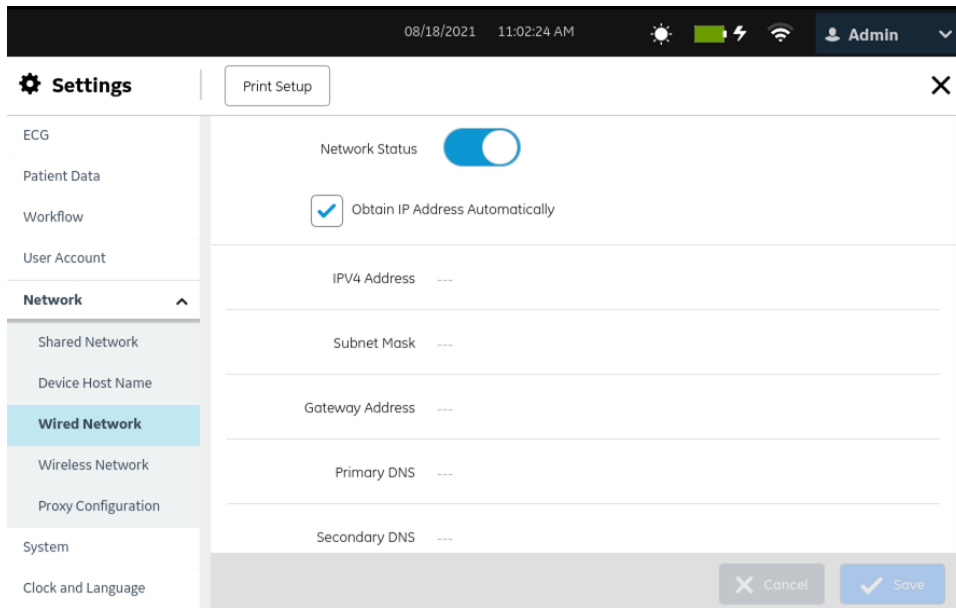 08/18/2021 11:02:24 AM Admin
Settings
Print Setup
ECG
Patient Data
Workflow
User Account
Network
Shared Network
Device Host Name
Wired Network
Wireless Network
Proxy Configuration
System
Clock and Language
Network Status
Obtain IP Address Automatically
IPV4 Address ---
Subnet Mask ---
Gateway Address ---
Primary DNS ---
Secondary DNS ---
Cancel
Save